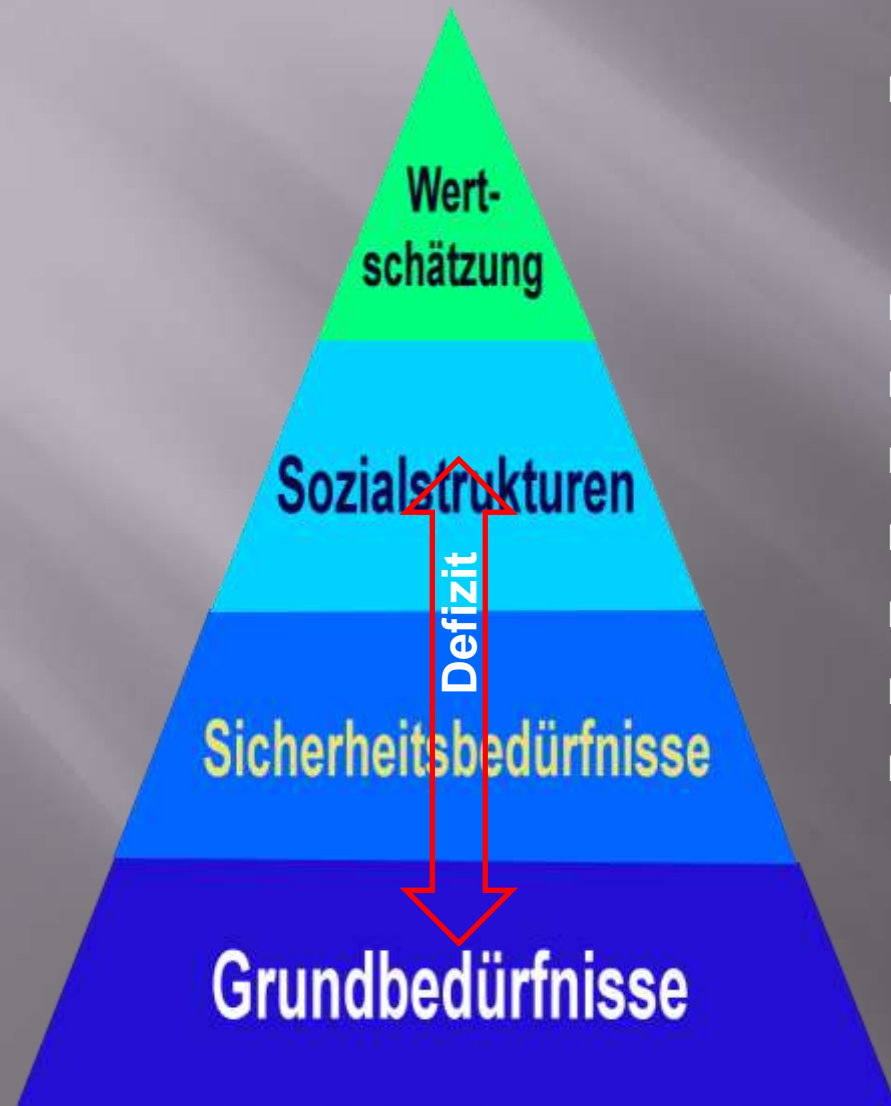 Wert-
schätzung
Sozialstrukturen
Defizit
Sicherheitsbedürfnisse
Grundbedürfnisse